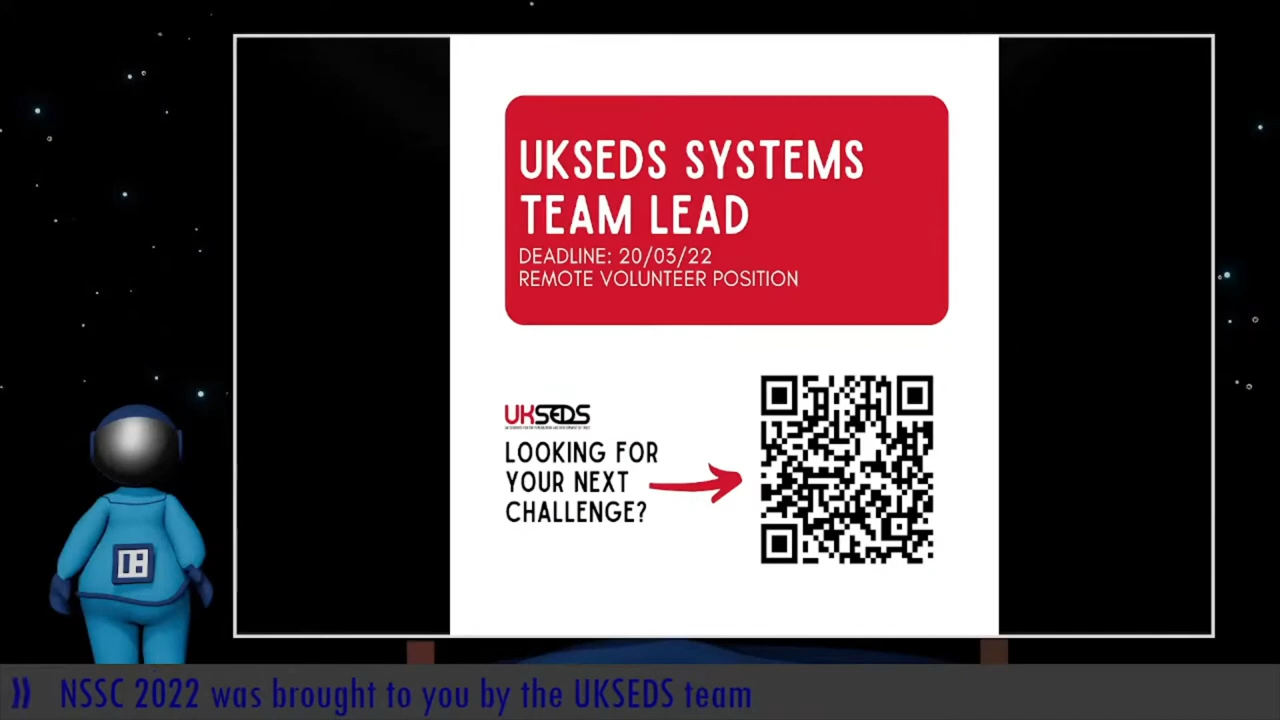 UKSEDS SYSTEMS
TEAM LEAD
DEADLINE: 20/03/22
REMOTE VOLUNTEER POSITION
UKSEDS
LOOKING FOR
YOUR NEXT
CHALLENGE?
NSSC 2022 was brought to you by the UKSEDS team